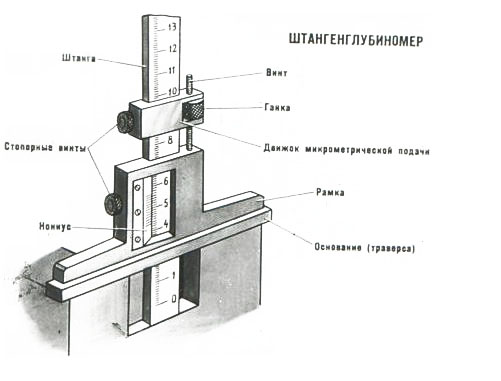 ШТАНГЕНГЛУБИНОМЕР
13
Штанга
12
11
Винт
10
Гайка
8
Стопорные винты
Движок микрометрической подачи
6
Рамка
5
Нониус
4
Основание (траверса)
1
0